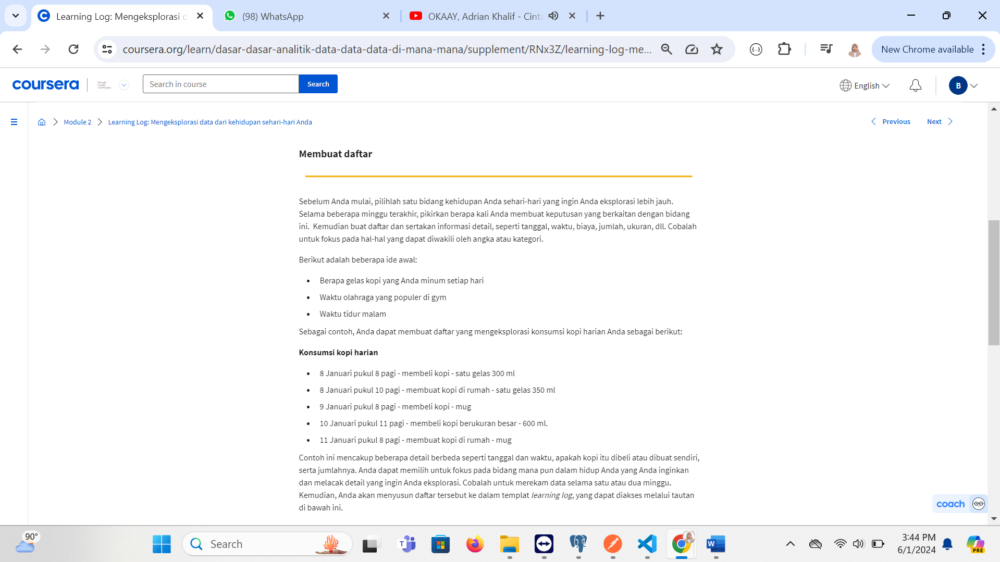 Learning Log: Mengeksplorasi d
(98) WhatsApp
OKAAY, Adrian Khalif - Cinta
coursera.org/learn/dasar-dasar-analitik-data-data-data-di-mana-mana/supplement/RNx3Z/learning-log-me...
New Chrome available
coursera
Google
Career
Certificates
Search in course
Search
English
B
Module 2
Learning Log: Mengeksplorasi data dari kehidupan sehari-hari Anda
Previous
Next
Membuat daftar
Sebelum Anda mulai, pilihlah satu bidang kehidupan Anda sehari-hari yang ingin Anda eksplorasi lebih jauh.
Selama beberapa minggu terakhir, pikirkan berapa kali Anda membuat keputusan yang berkaitan dengan bidang
ini.  Kemudian buat daftar dan sertakan informasi detail, seperti tanggal, waktu, biaya, jumlah, ukuran, dll. Cobalah
untuk fokus pada hal-hal yang dapat diwakili oleh angka atau kategori.
Berikut adalah beberapa ide awal:
• Berapa gelas kopi yang Anda minum setiap hari
• Waktu olahraga yang populer di gym
• Waktu tidur malam
Sebagai contoh, Anda dapat membuat daftar yang mengeksplorasi konsumsi kopi harian Anda sebagai berikut:
Konsumsi kopi harian
• 8 Januari pukul 8 pagi - membeli kopi - satu gelas 300 ml
• 8 Januari pukul 10 pagi - membuat kopi di rumah - satu gelas 350 ml
• 9 Januari pukul 8 pagi - membeli kopi - mug
• 10 Januari pukul 11 pagi - membeli kopi berukuran besar - 600 ml.
• 11 Januari pukul 8 pagi - membuat kopi di rumah - mug
Contoh ini mencakup beberapa detail berbeda seperti tanggal dan waktu, apakah kopi itu dibeli atau dibuat sendiri,
serta jumlahnya. Anda dapat memilih untuk fokus pada bidang mana pun dalam hidup Anda yang Anda inginkan
dan melacak detail yang ingin Anda eksplorasi. Cobalah untuk merekam data selama satu atau dua minggu.
Kemudian, Anda akan menyusun daftar tersebut ke dalam templat learning log, yang dapat diakses melalui tautan
di bawah ini.
coach
90°
Search
T
W
3:44 PM
6/1/2024
PRE